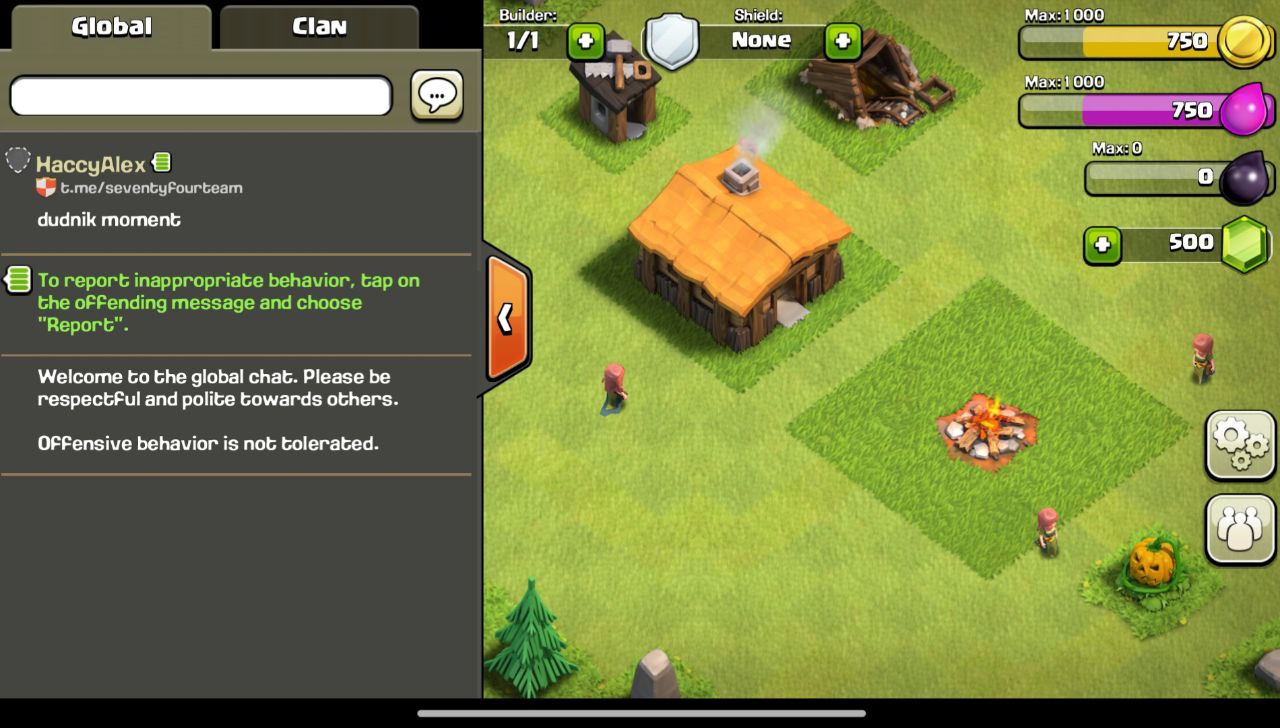 Global
Clan
HaccyAlex
t.me/seventyfourteam
dudnik moment
To report inappropriate behavior, tap on
the offending message and choose
"Report".
Welcome to the global chat. Please be
respectful and polite towards others.
Offensive behavior is not tolerated.
Builder:
1/1
Shield:
None
Max: 1 000
750
Max: 1 000
750
Max: 0
0
500